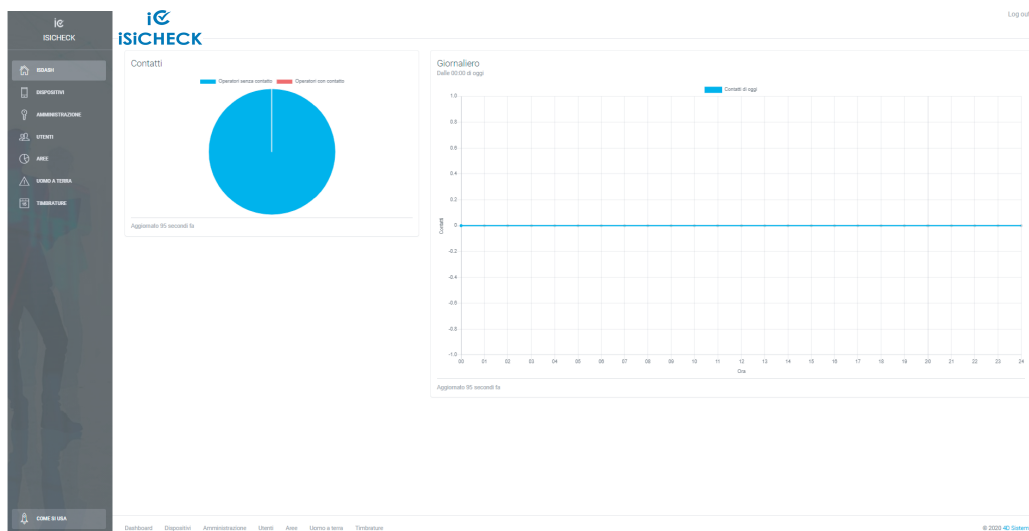 ISICHECK
ISDASH
DISPOSITIVI
AMMINISTRAZIONE
UTENTI
AREE
UOMO A TERRA
TIMBRATURE
COME SI USA
iSiCHECK
Log out
Contatti
Operatori senza contatto Operatori con contatto
Aggiornato 95 secondi fa
Giornaliero
Dalle 00:00 di oggi
Contatti di oggi
1.0
0.8
0.6
0.4
0.2
0
-0.2
-0.4
-0.6
-0.8
-1.0
Contatti
00 01 02 03 04 05 06 07 08 09 10 11 12 13 14 15 16 17 18 19 20 21 22 23 24
Ora
Aggiornato 95 secondi fa
Dashboard Dispositivi Amministrazione Utenti Aree Uomo a terra Timbrature
© 2020 4D Sistem